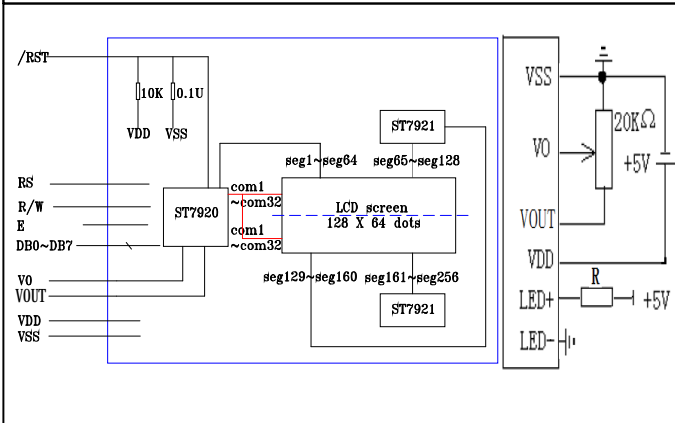 /RST
10K
0.1U
VDD
VSS
ST7921
seg1~seg64
seg65~seg128
RS
R/W
E
DB0~DB7
ST7920
com1
~com32
com1
~com32
LCD screen
128 X 64 dots
seg129~seg160
seg161~seg256
VO
VOUT
VDD
VSS
ST7921
VSS
20KΩ
VO
+5V
VOUT
VDD
R
LED+
+5V
LED-